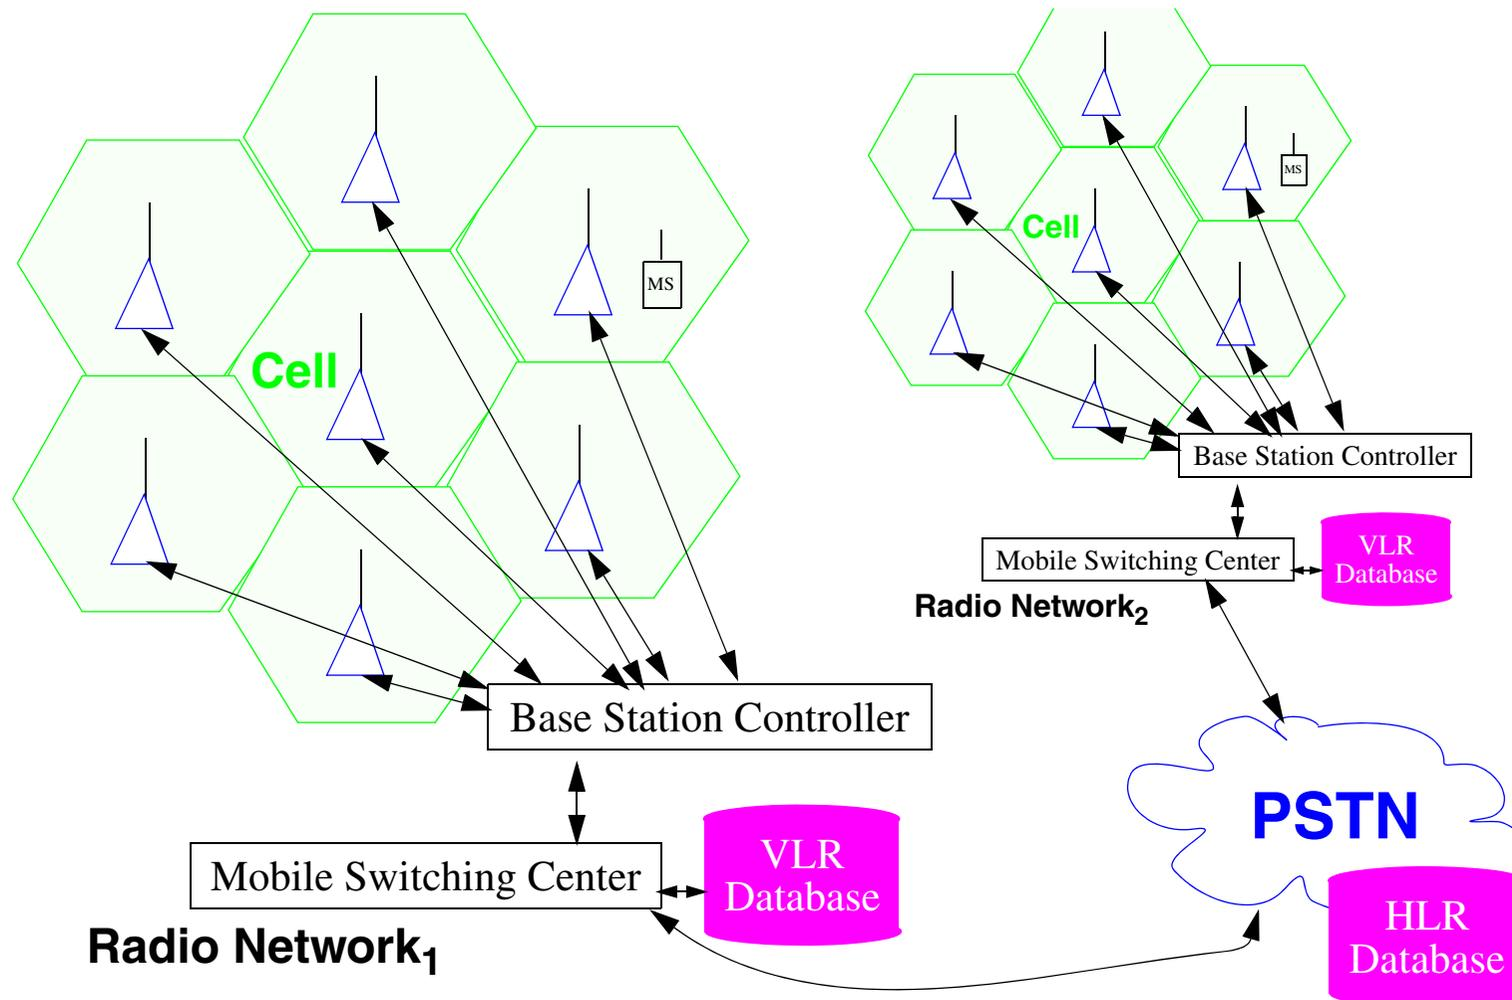 MS
Cell
Base Station Controller
Mobile Switching Center
VLR
Database
Radio Network1
MS
Cell
Base Station Controller
Mobile Switching Center
VLR
Database
Radio Network2
PSTN
HLR
Database